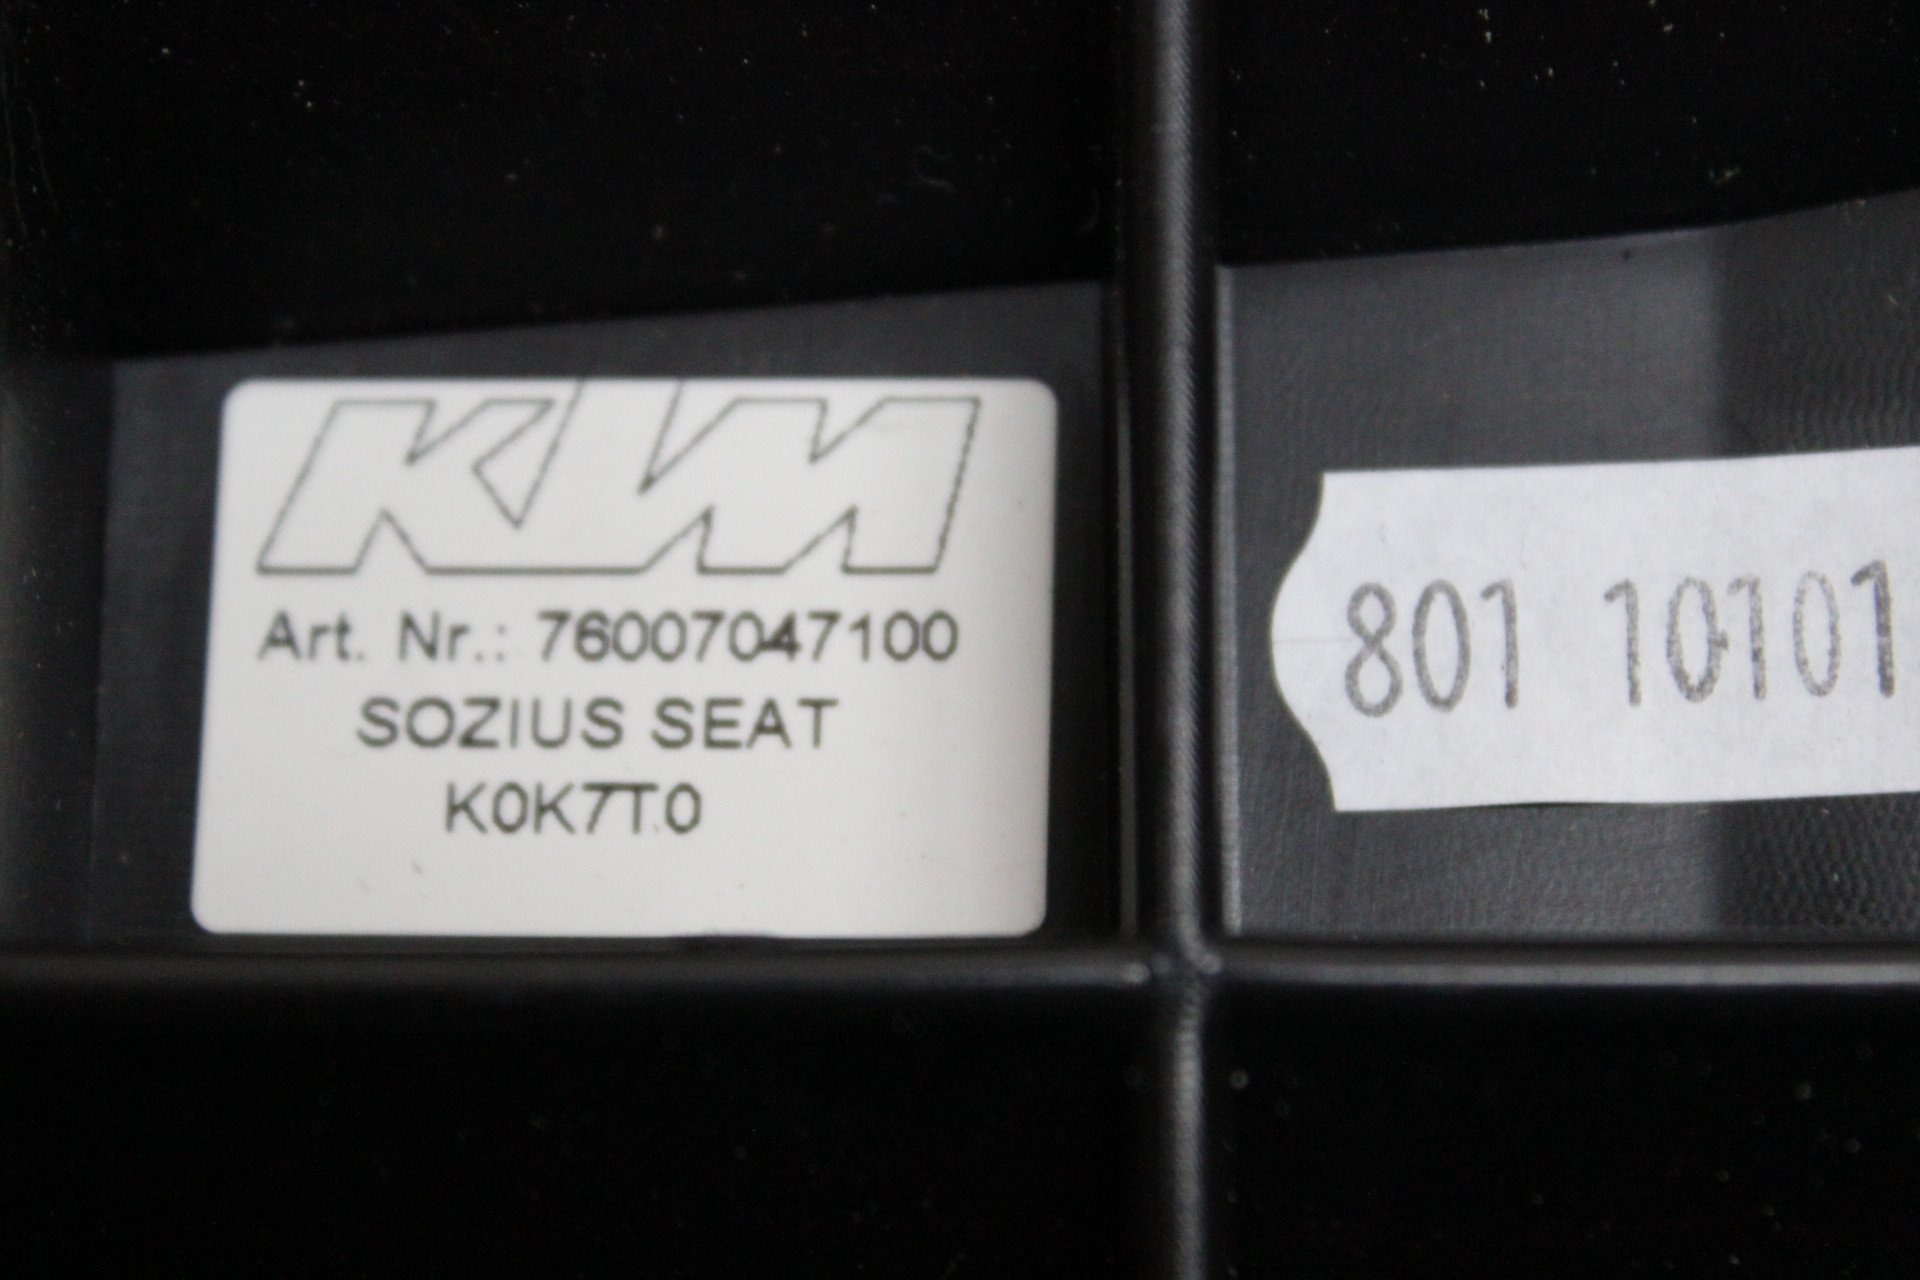 KTM
Art. Nr.: 76007047100
SOZIUS SEAT
K0K7T.0
801 10101